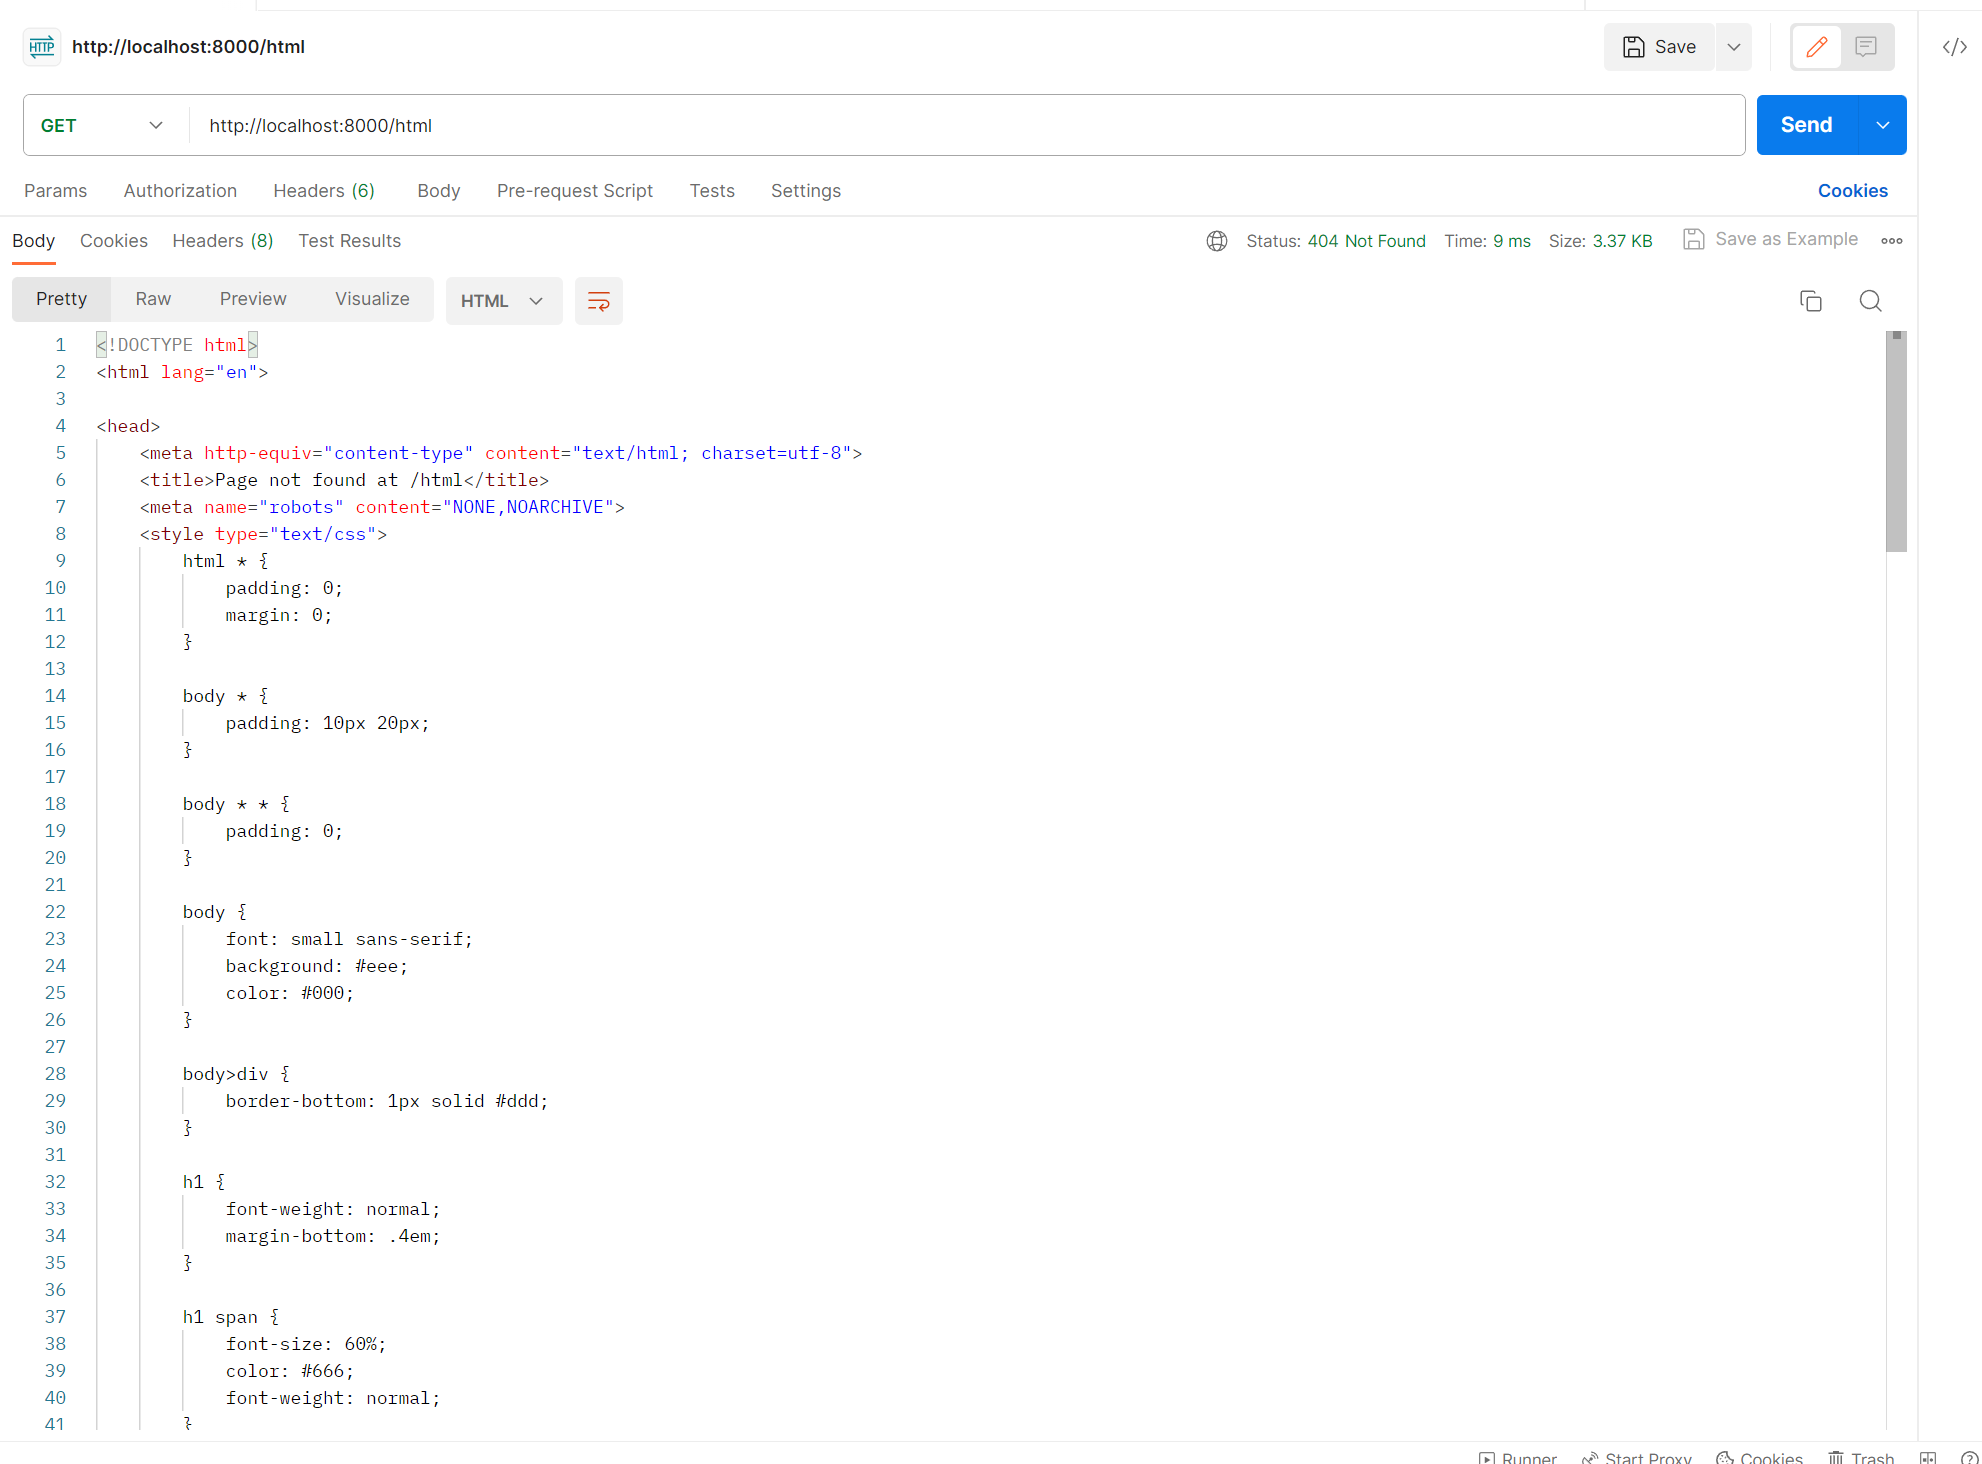 HTTP http://localhost:8000/html Save </>
GET http://localhost:8000/html Send
Params Authorization Headers (6) Body Pre-request Script Tests Settings Cookies
Body Cookies Headers (8) Test Results Status: 404 Not Found Time: 9 ms Size: 3.37 KB Save as Example
Pretty Raw Preview Visualize HTML
1 <!DOCTYPE html>
2 <html lang="en">
3
4 <head>
5 <meta http-equiv="content-type" content="text/html; charset=utf-8">
6 <title>Page not found at /html</title>
7 <meta name="robots" content="NONE,NOARCHIVE">
8 <style type="text/css">
9 html * {
10 padding: 0;
11 margin: 0;
12 }
13
14 body * {
15 padding: 10px 20px;
16 }
17
18 body * * {
19 padding: 0;
20 }
21
22 body {
23 font: small sans-serif;
24 background: #eee;
25 color: #000;
26 }
27
28 body>div {
29 border-bottom: 1px solid #ddd;
30 }
31
32 h1 {
33 font-weight: normal;
34 margin-bottom: .4em;
35 }
36
37 h1 span {
38 font-size: 60%;
39 color: #666;
40 font-weight: normal;
41 }
Runner Start Proxy Cookies Trash